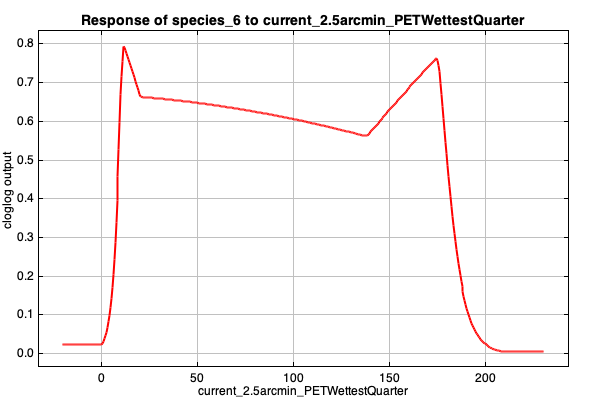 Response of species_6 to current_2.5arcmin_PETWettestQuarter
0.8
0.7
0.6
0.5
0.4
0.3
0.2
0.1
0.0
cloglog output
0 50 100 150 200
current_2.5arcmin_PETWettestQuarter